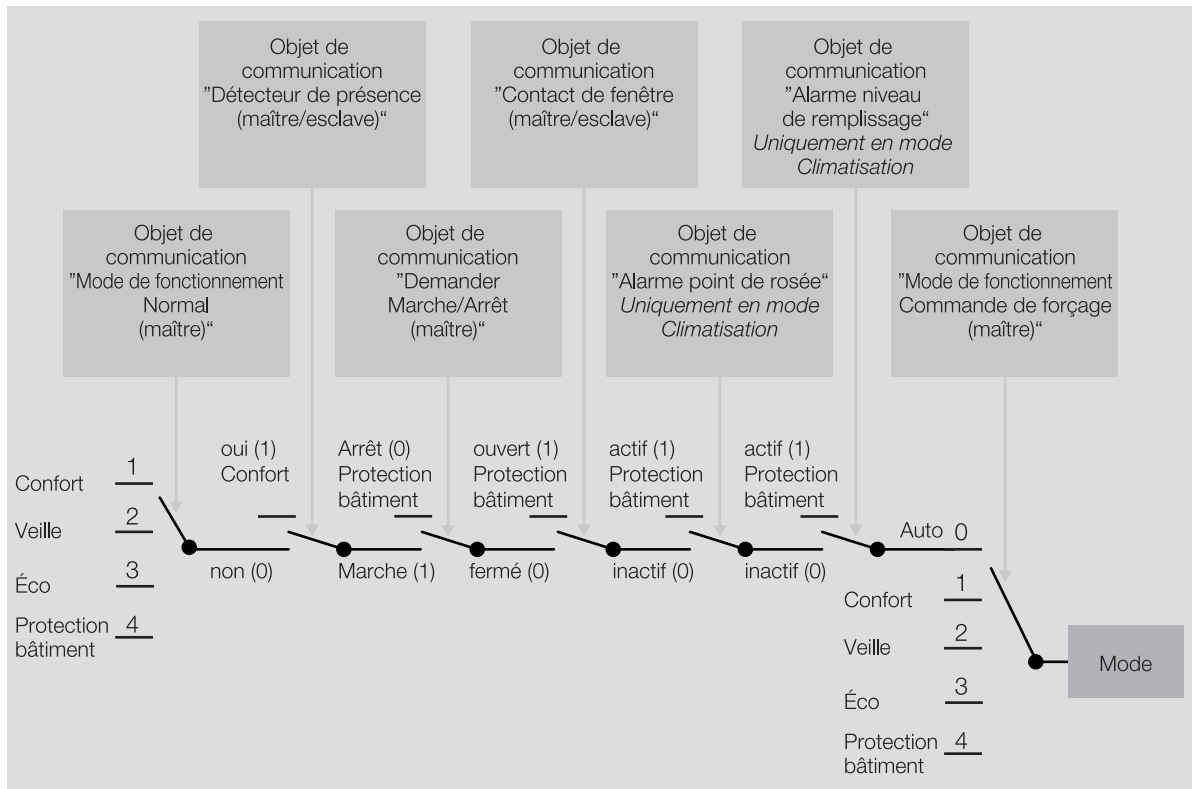 Objet de
communication
"Détecteur de présence
(maître/esclave)“
Objet de
communication
"Contact de fenêtre
(maître/esclave)“
Objet de
communication
"Alarme niveau
de remplissage“
Uniquement en mode
Climatisation
Objet de
communication
"Mode de fonctionnement
Normal
(maître)“
Objet de
communication
"Demander
Marche/Arrêt
(maître)“
Objet de
communication
"Alarme point de rosée“
Uniquement en mode
Climatisation
Objet de
communication
"Mode de fonctionnement
Commande de forçage
(maître)“
Confort 1
Veille 2
Éco 3
Protection 4
bâtiment
oui (1)
Confort
non (0)
Arrêt (0)
Protection
bâtiment
Marche (1)
ouvert (1)
Protection
bâtiment
fermé (0)
actif (1)
Protection
bâtiment
inactif (0)
actif (1)
Protection
bâtiment
inactif (0)
Auto 0
Confort 1
Veille 2
Éco 3
Protection 4
bâtiment
Mode